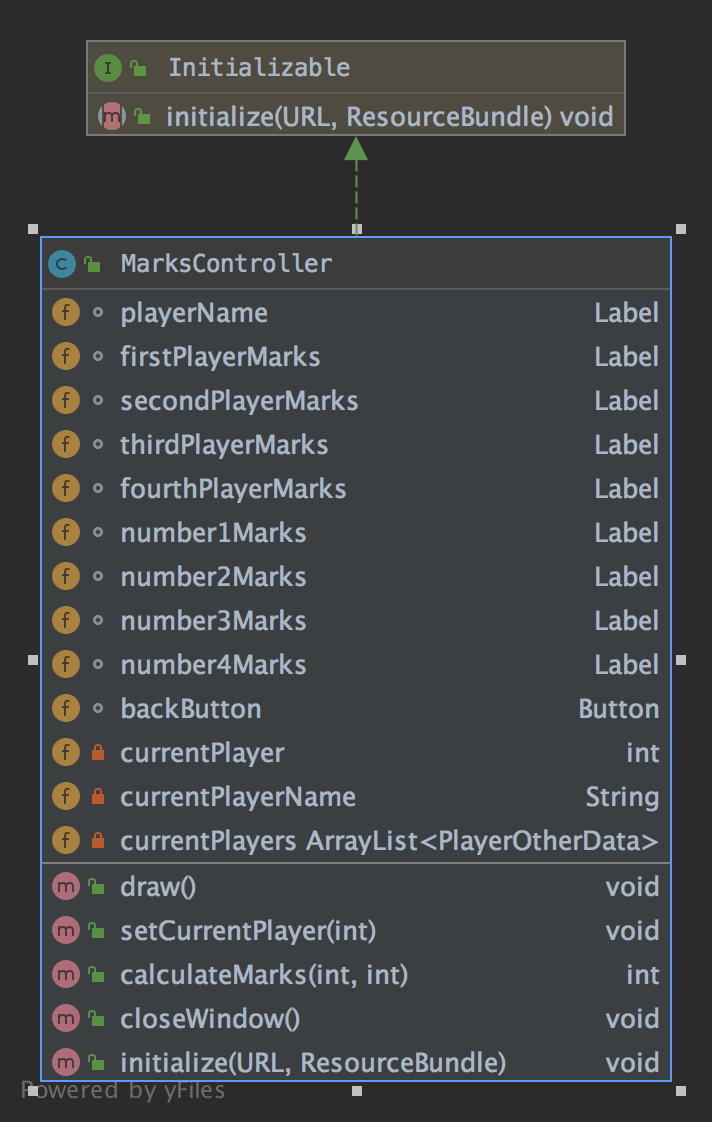 I Initializable
m initialize(URL, ResourceBundle) void
C MarksController
f playerName Label
f firstPlayerMarks Label
f secondPlayerMarks Label
f thirdPlayerMarks Label
f fourthPlayerMarks Label
f number1Marks Label
f number2Marks Label
f number3Marks Label
f number4Marks Label
f backButton Button
f currentPlayer int
f currentPlayerName String
f currentPlayers ArrayList<PlayerOtherData>
m draw() void
m setCurrentPlayer(int) void
m calculateMarks(int, int) int
m closeWindow() void
m initialize(URL, ResourceBundle) void
Powered by yFiles